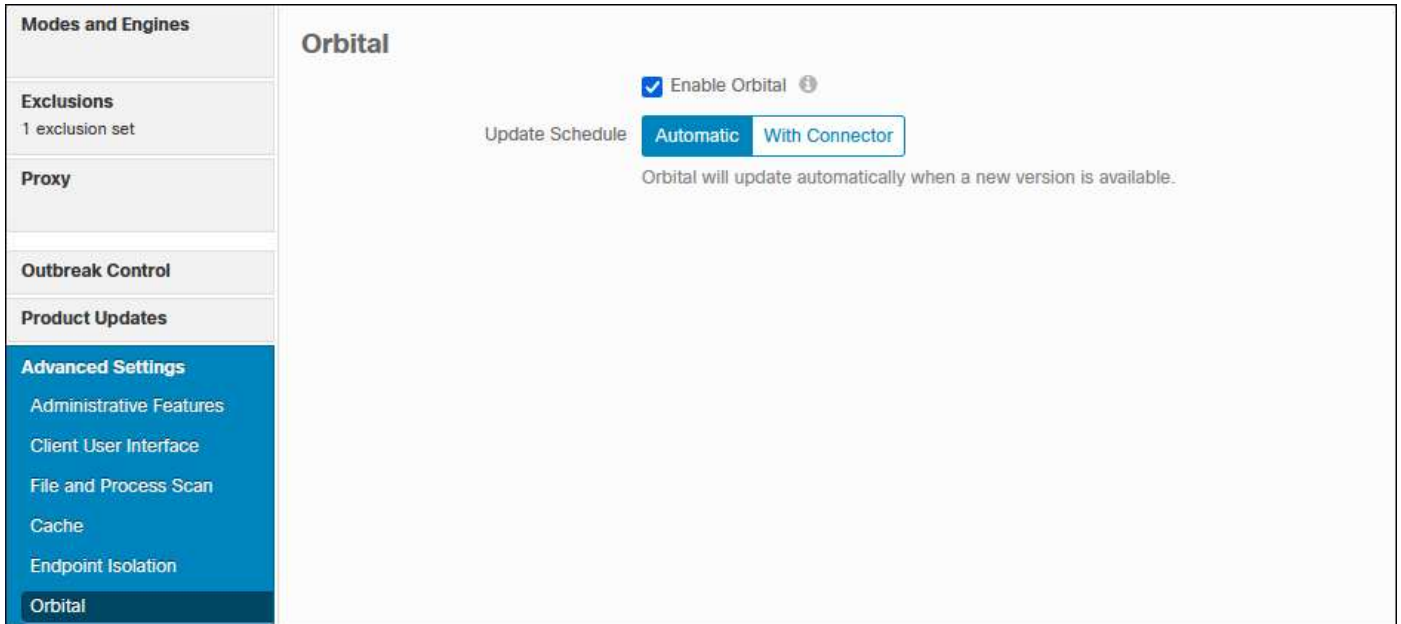 Modes and Engines
Exclusions
1 exclusion set
Proxy
Outbreak Control
Product Updates
Advanced Settings
Administrative Features
Client User Interface
File and Process Scan
Cache
Endpoint Isolation
Orbital
Orbital
Enable Orbital
Update Schedule Automatic With Connector
Orbital will update automatically when a new version is available.